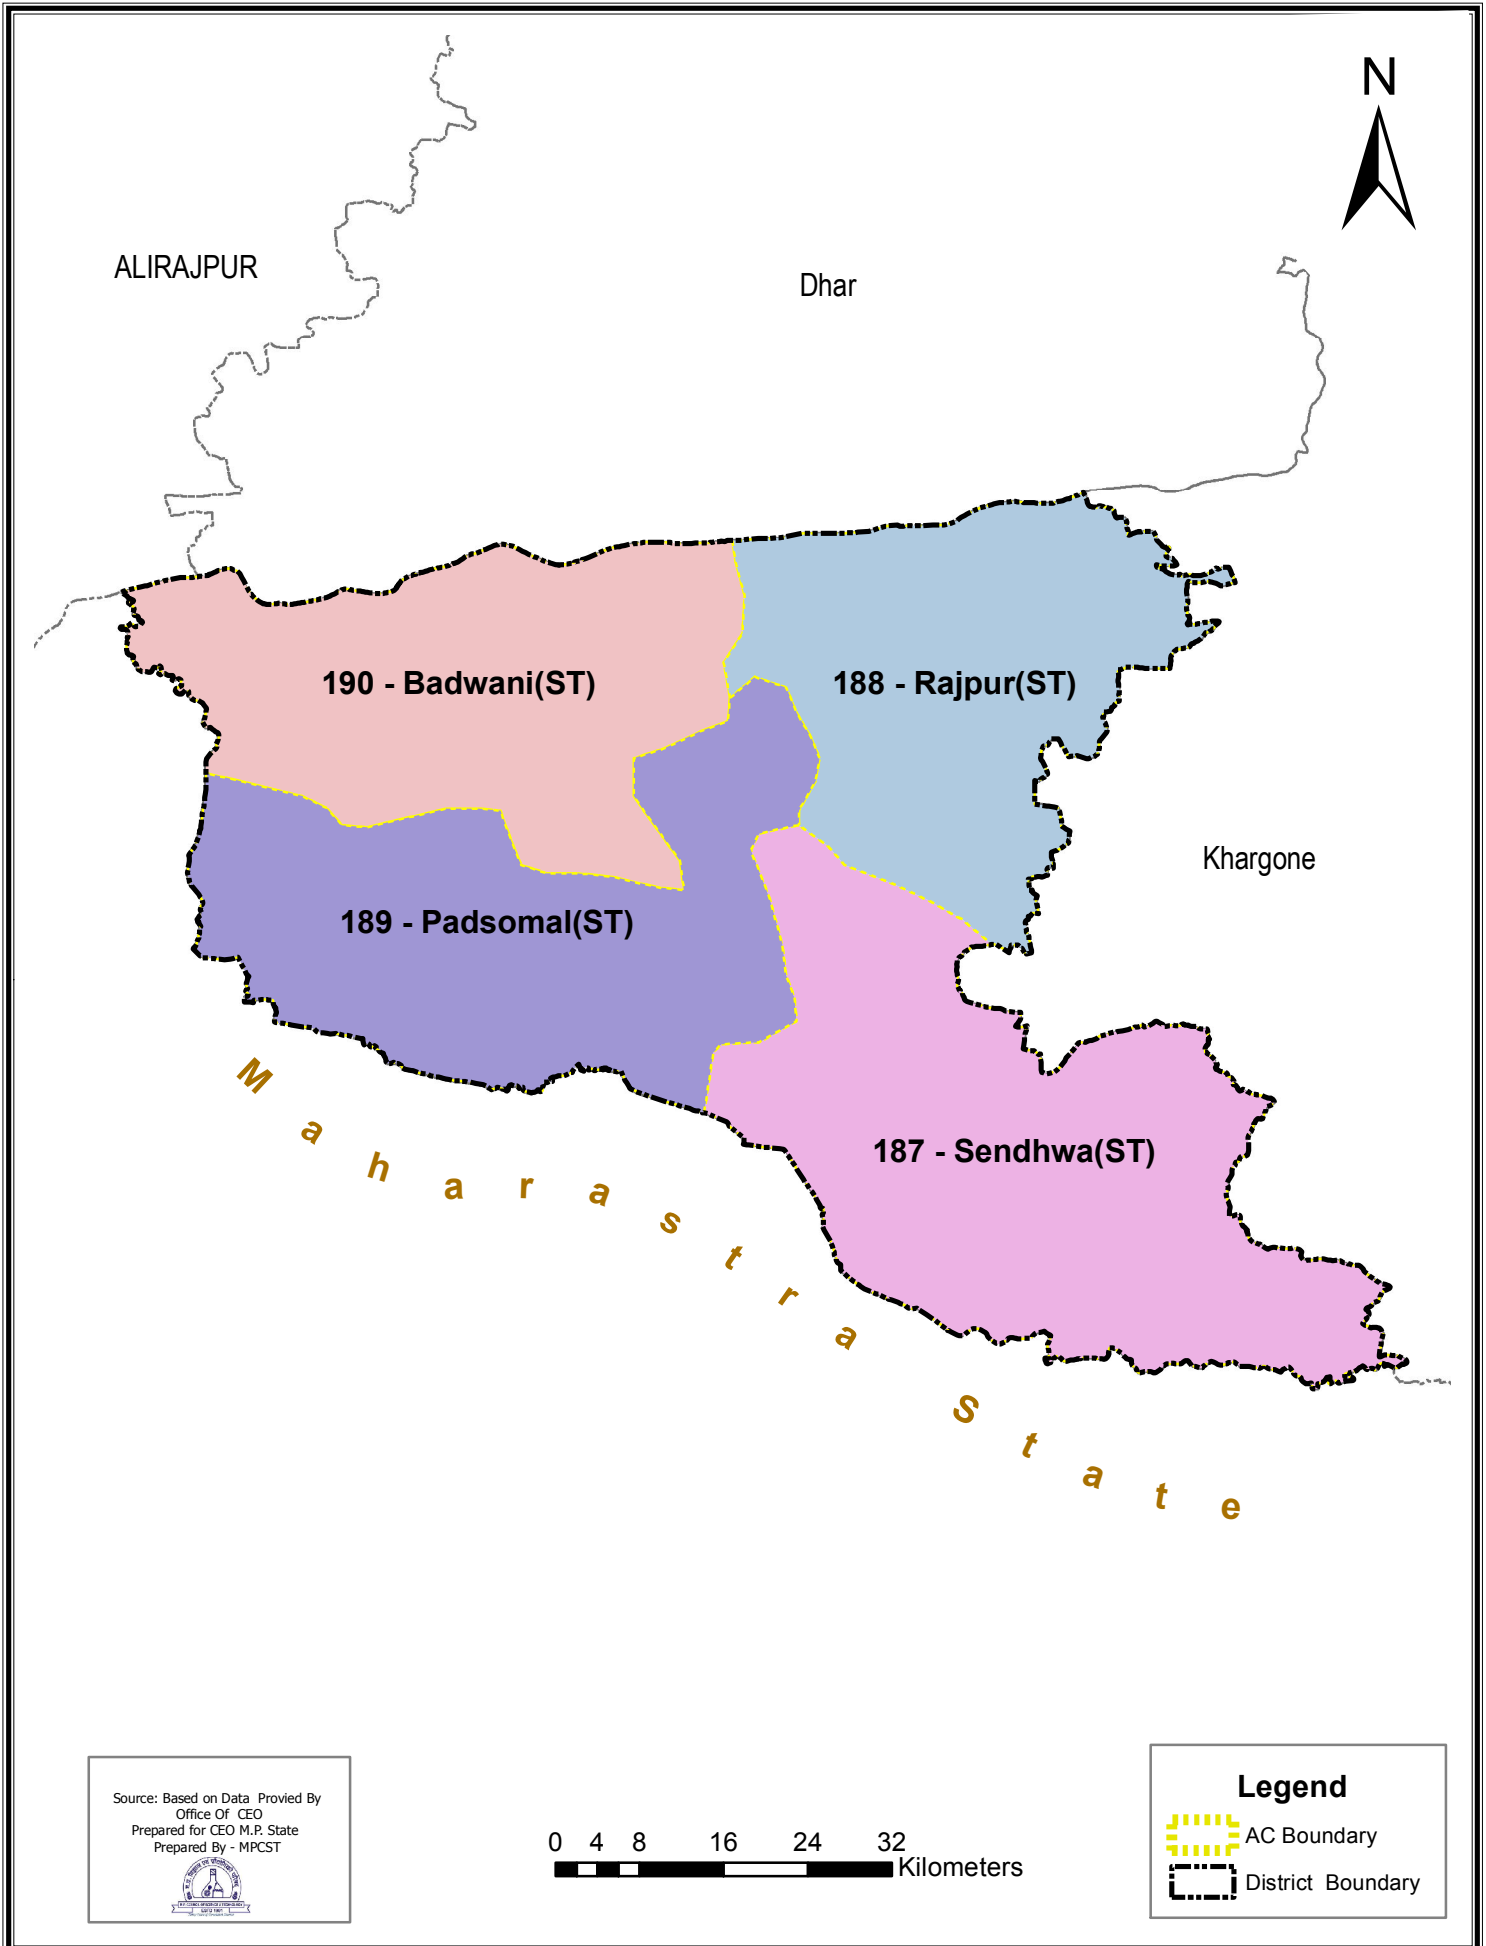 N
ALIRAJPUR
Dhar
190 - Badwani(ST)
188 - Rajpur(ST)
Khargone
189 - Padsomal(ST)
187 - Sendhwa(ST)
Maharastra State
Source: Based on Data Provied By
Office Of CEO
Prepared for CEO M.P. State
Prepared By - MPCST
0 4 8 16 24 32
Kilometers
Legend
AC Boundary
District Boundary